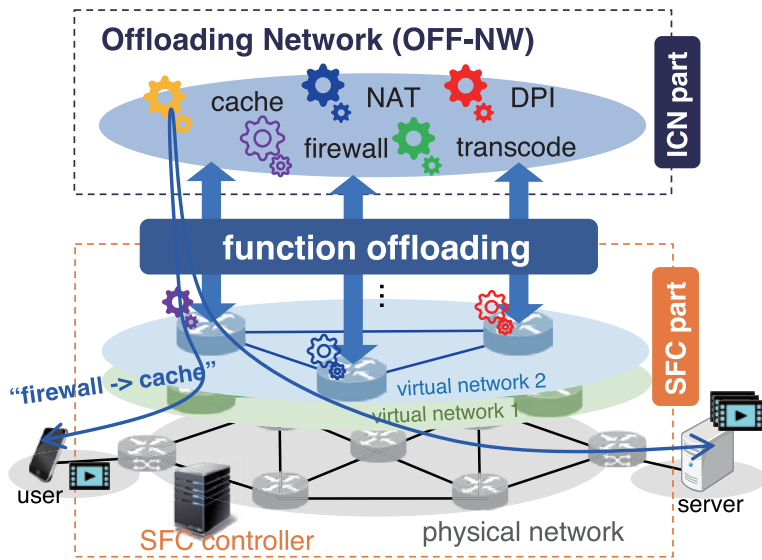 Offloading Network (OFF-NW)
ICN part
cache
NAT
DPI
firewall
transcode
function offloading
⋮
SFC part
"firewall -> cache"
virtual network 2
virtual network 1
user
server
SFC controller
physical network